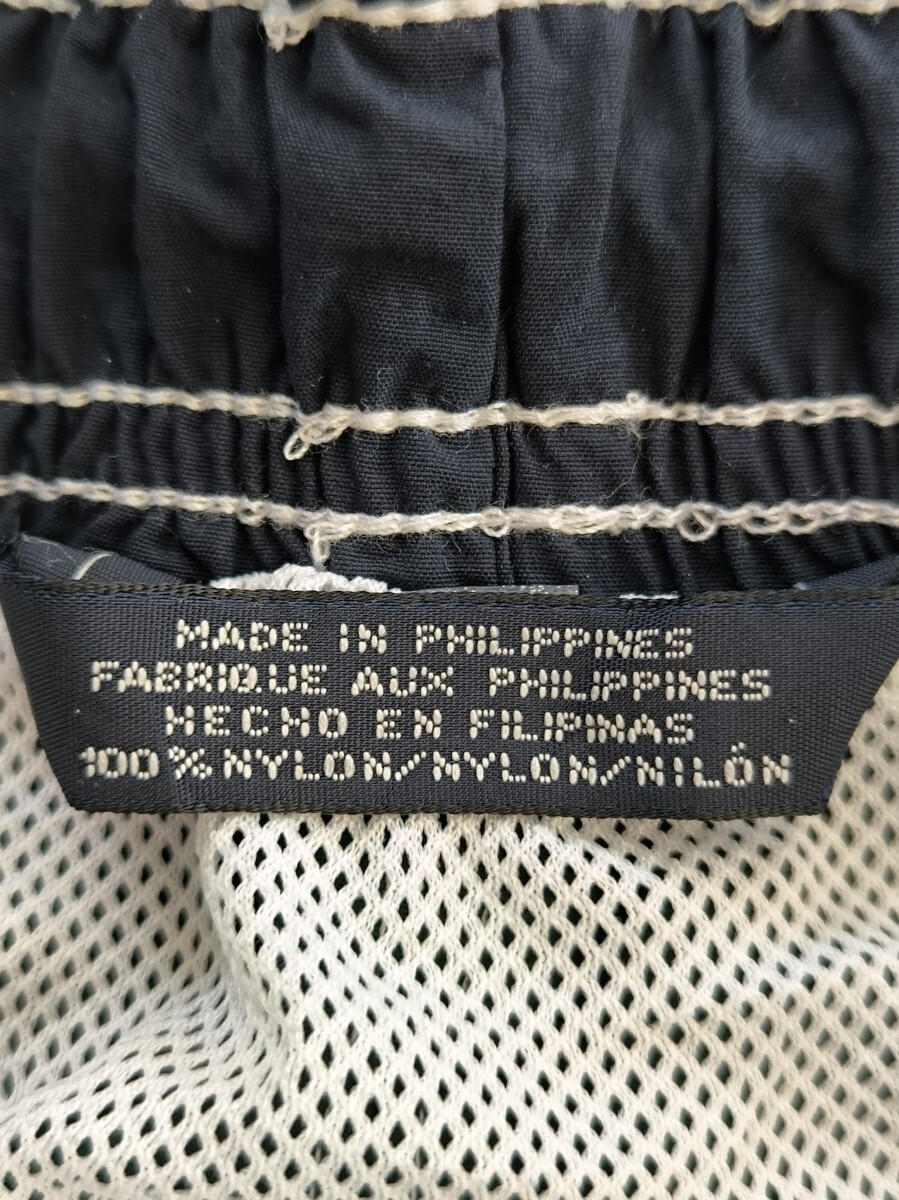 MADE IN PHILIPPINES
FABRIQUE AUX PHILIPPINES
HECHO EN FILIPINAS
100% NYLON/NYLON/NILÓN